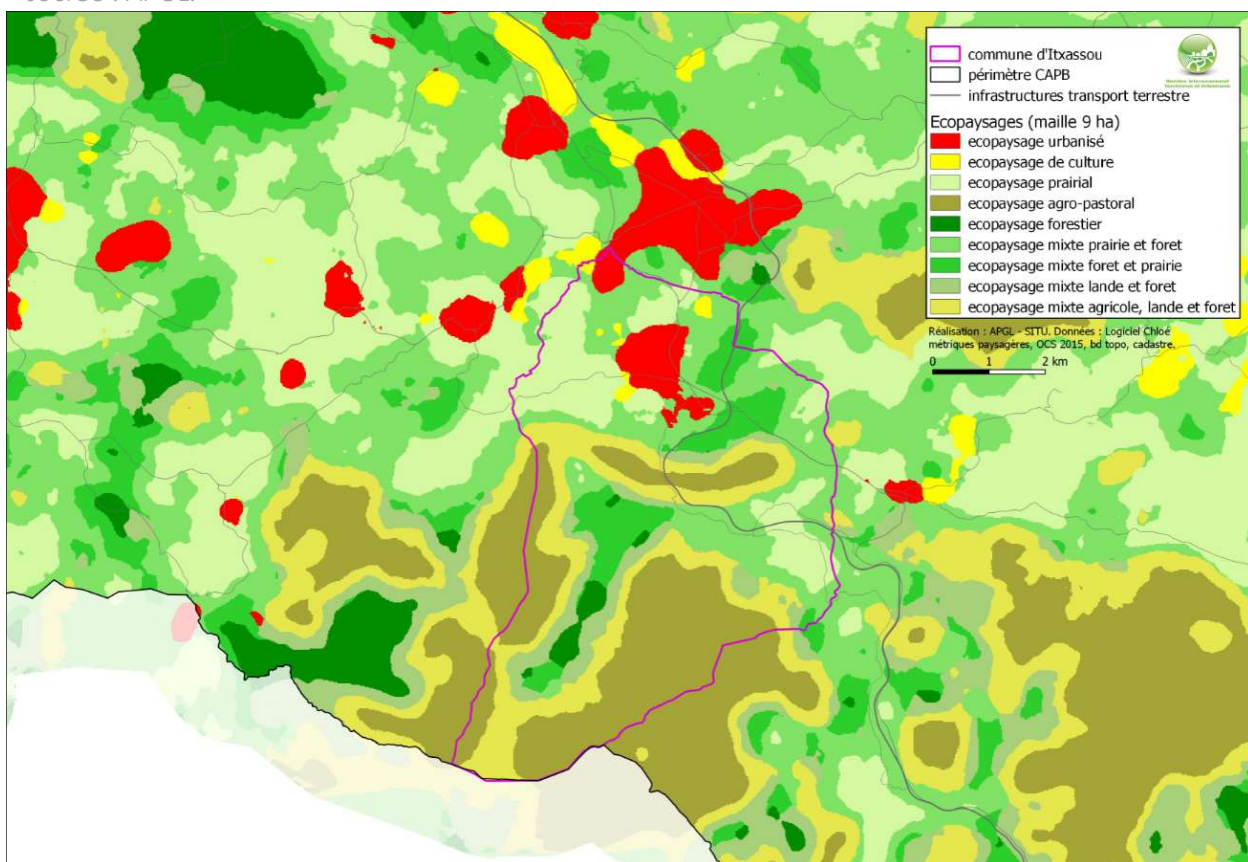 commune d'Itxassou
périmètre CAPB
infrastructures transport terrestre
Ecopaysages (maille 9 ha)
ecopaysage urbanisé
ecopaysage de culture
ecopaysage prairial
ecopaysage agro-pastoral
ecopaysage forestier
ecopaysage mixte prairie et foret
ecopaysage mixte foret et prairie
ecopaysage mixte lande et foret
ecopaysage mixte agricole, lande et foret
Réalisation : APGL - SITU. Données : Logiciel Chloé
métriques paysagères, OCS 2015, bd topo, cadastre.
0 1 2 km